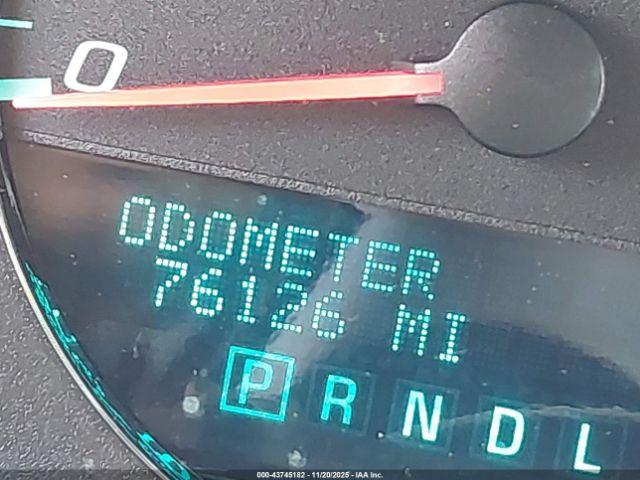 0
ODOMETER
76126 MI
P R N D L
000-43745182 - 11/20/2025 - IAA Inc.